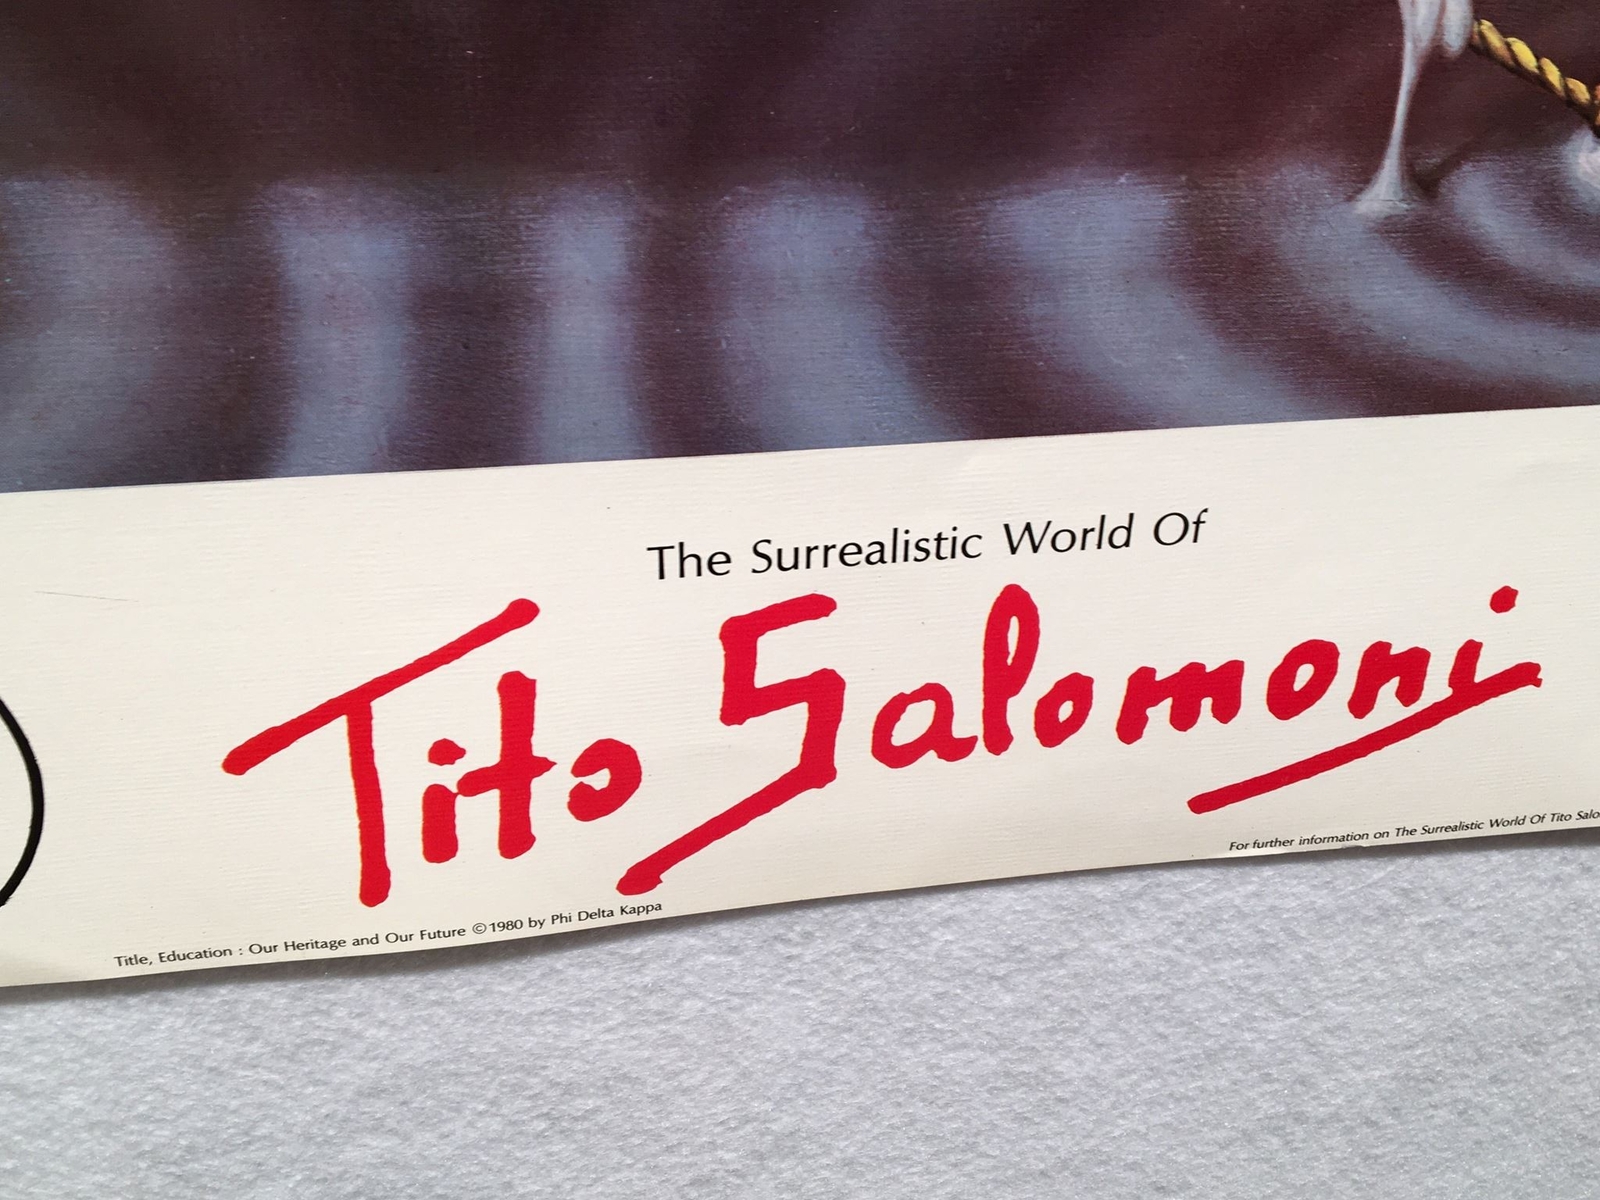 The Surrealistic World Of
Tito Salomoni
For further information on The Surrealistic World Of Tito
Title, Education : Our Heritage and Our Future ©1980 by Phi Delta Kappa